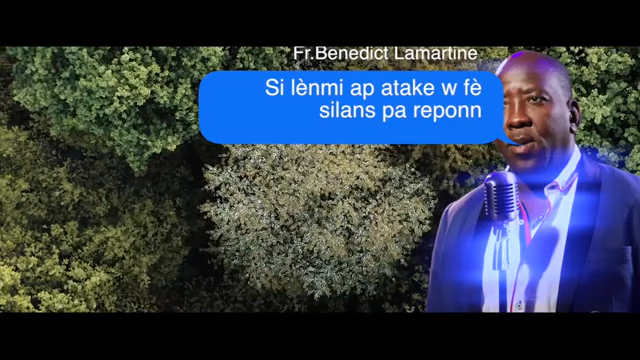 Fr.Benedict Lamartine
Si lènmi ap atake w fè
silans pa reponn